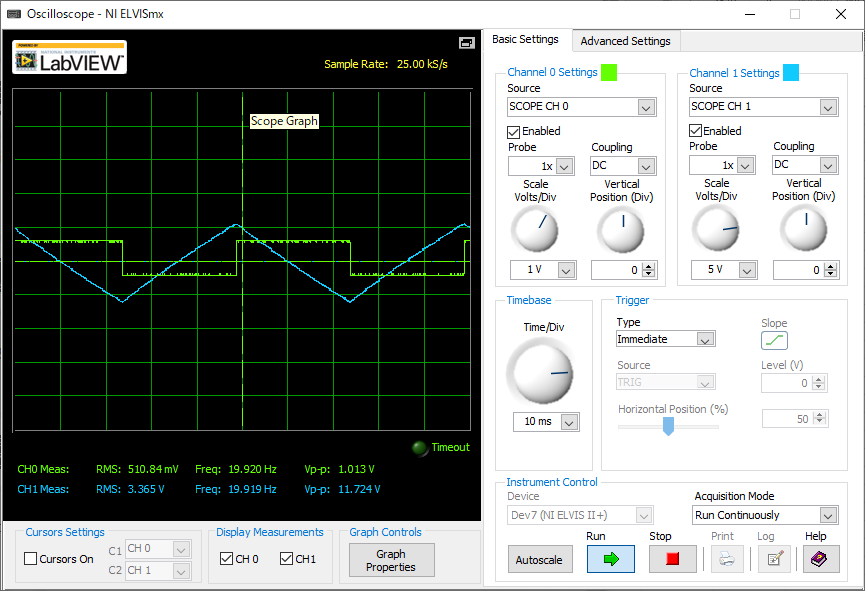 Oscilloscope - NI ELVISmx
POWERED BY
NATIONAL INSTRUMENTS
LabVIEW™
Sample Rate: 25.00 kS/s
Scope Graph
Timeout
CH0 Meas: RMS: 510.84 mV Freq: 19.920 Hz Vp-p: 1.013 V
CH1 Meas: RMS: 3.365 V Freq: 19.919 Hz Vp-p: 11.724 V
Cursors Settings
Cursors On
C1 CH 0
C2 CH 1
Display Measurements
CH 0 CH1
Graph Controls
Graph
Properties
Basic Settings Advanced Settings
Channel 0 Settings
Source
SCOPE CH 0
Enabled
Probe Coupling
1x DC
Scale Vertical
Volts/Div Position (Div)
1 V 0
Channel 1 Settings
Source
SCOPE CH 1
Enabled
Probe Coupling
1x DC
Scale Vertical
Volts/Div Position (Div)
5 V 0
Timebase
Time/Div
10 ms
Trigger
Type Slope
Immediate
Source Level (V)
TRIG 0
Horizontal Position (%)
50
Instrument Control
Device Acquisition Mode
Dev7 (NI ELVIS II+) Run Continuously
Run Stop Print Log Help
Autoscale